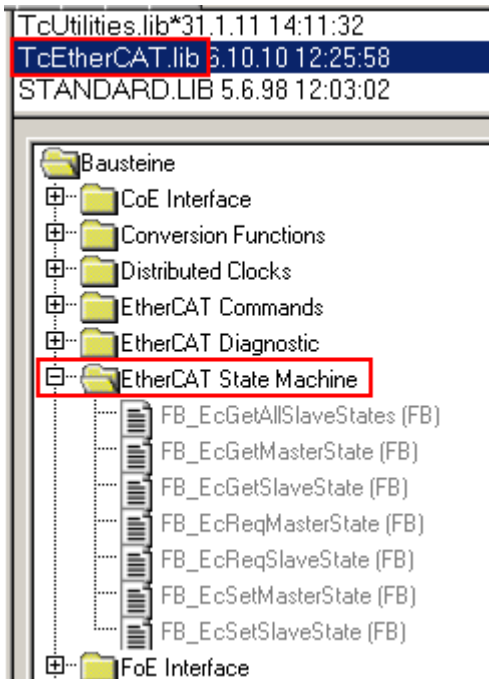 TcUtilities.lib*31.1.11 14:11:32
TcEtherCAT.lib 6.10.10 12:25:58
STANDARD.LIB 5.6.98 12:03:02
Bausteine
CoE Interface
Conversion Functions
Distributed Clocks
EtherCAT Commands
EtherCAT Diagnostic
EtherCAT State Machine
FB_EcGetAllSlaveStates (FB)
FB_EcGetMasterState (FB)
FB_EcGetSlaveState (FB)
FB_EcReqMasterState (FB)
FB_EcReqSlaveState (FB)
FB_EcSetMasterState (FB)
FB_EcSetSlaveState (FB)
FoE Interface